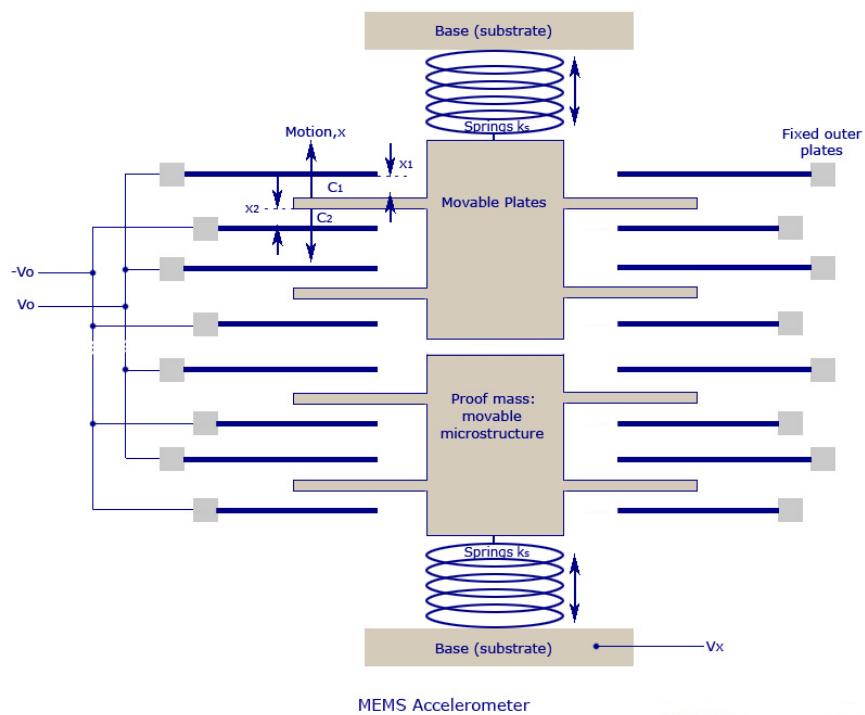 Base (substrate)
Springs ks
Motion,x
Fixed outer
plates
x1
C1
x2
C2
Movable Plates
-Vo
Vo
Proof mass:
movable
microstructure
Springs ks
Base (substrate)
Vx
MEMS Accelerometer